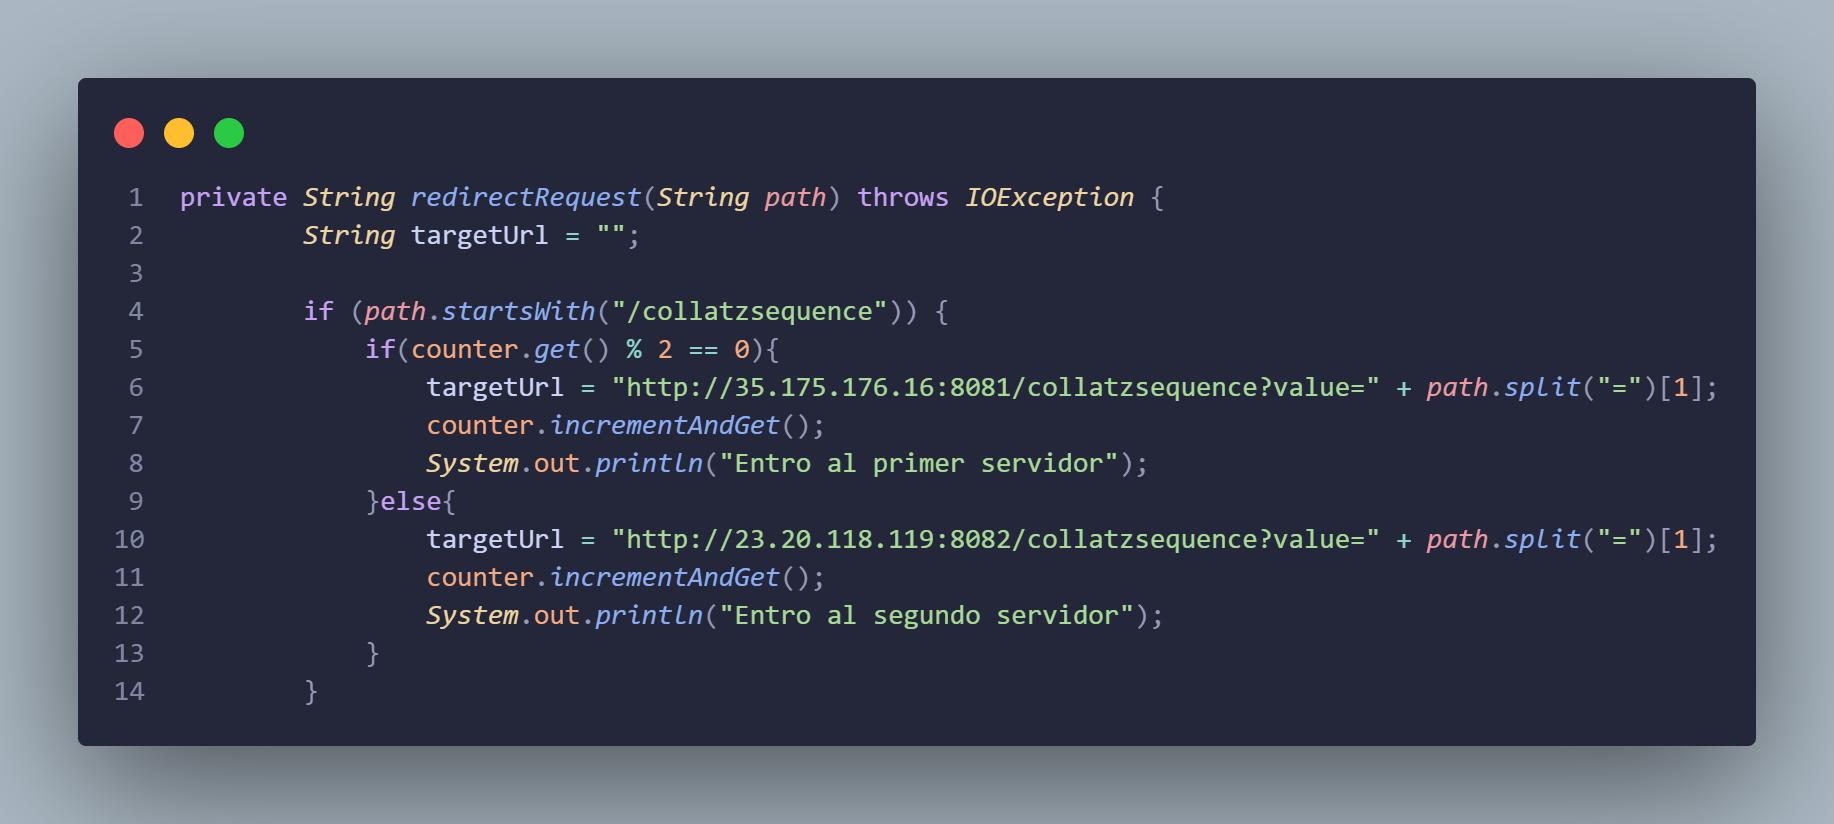 1 private String redirectRequest(String path) throws IOException {
2         String targetUrl = "";
3
4         if (path.startsWith("/collatzsequence")) {
5             if(counter.get() % 2 == 0){
6                 targetUrl = "http://35.175.176.16:8081/collatzsequence?value=" + path.split("=")[1];
7                 counter.incrementAndGet();
8                 System.out.println("Entro al primer servidor");
9             }else{
10                 targetUrl = "http://23.20.118.119:8082/collatzsequence?value=" + path.split("=")[1];
11                 counter.incrementAndGet();
12                 System.out.println("Entro al segundo servidor");
13             }
14         }